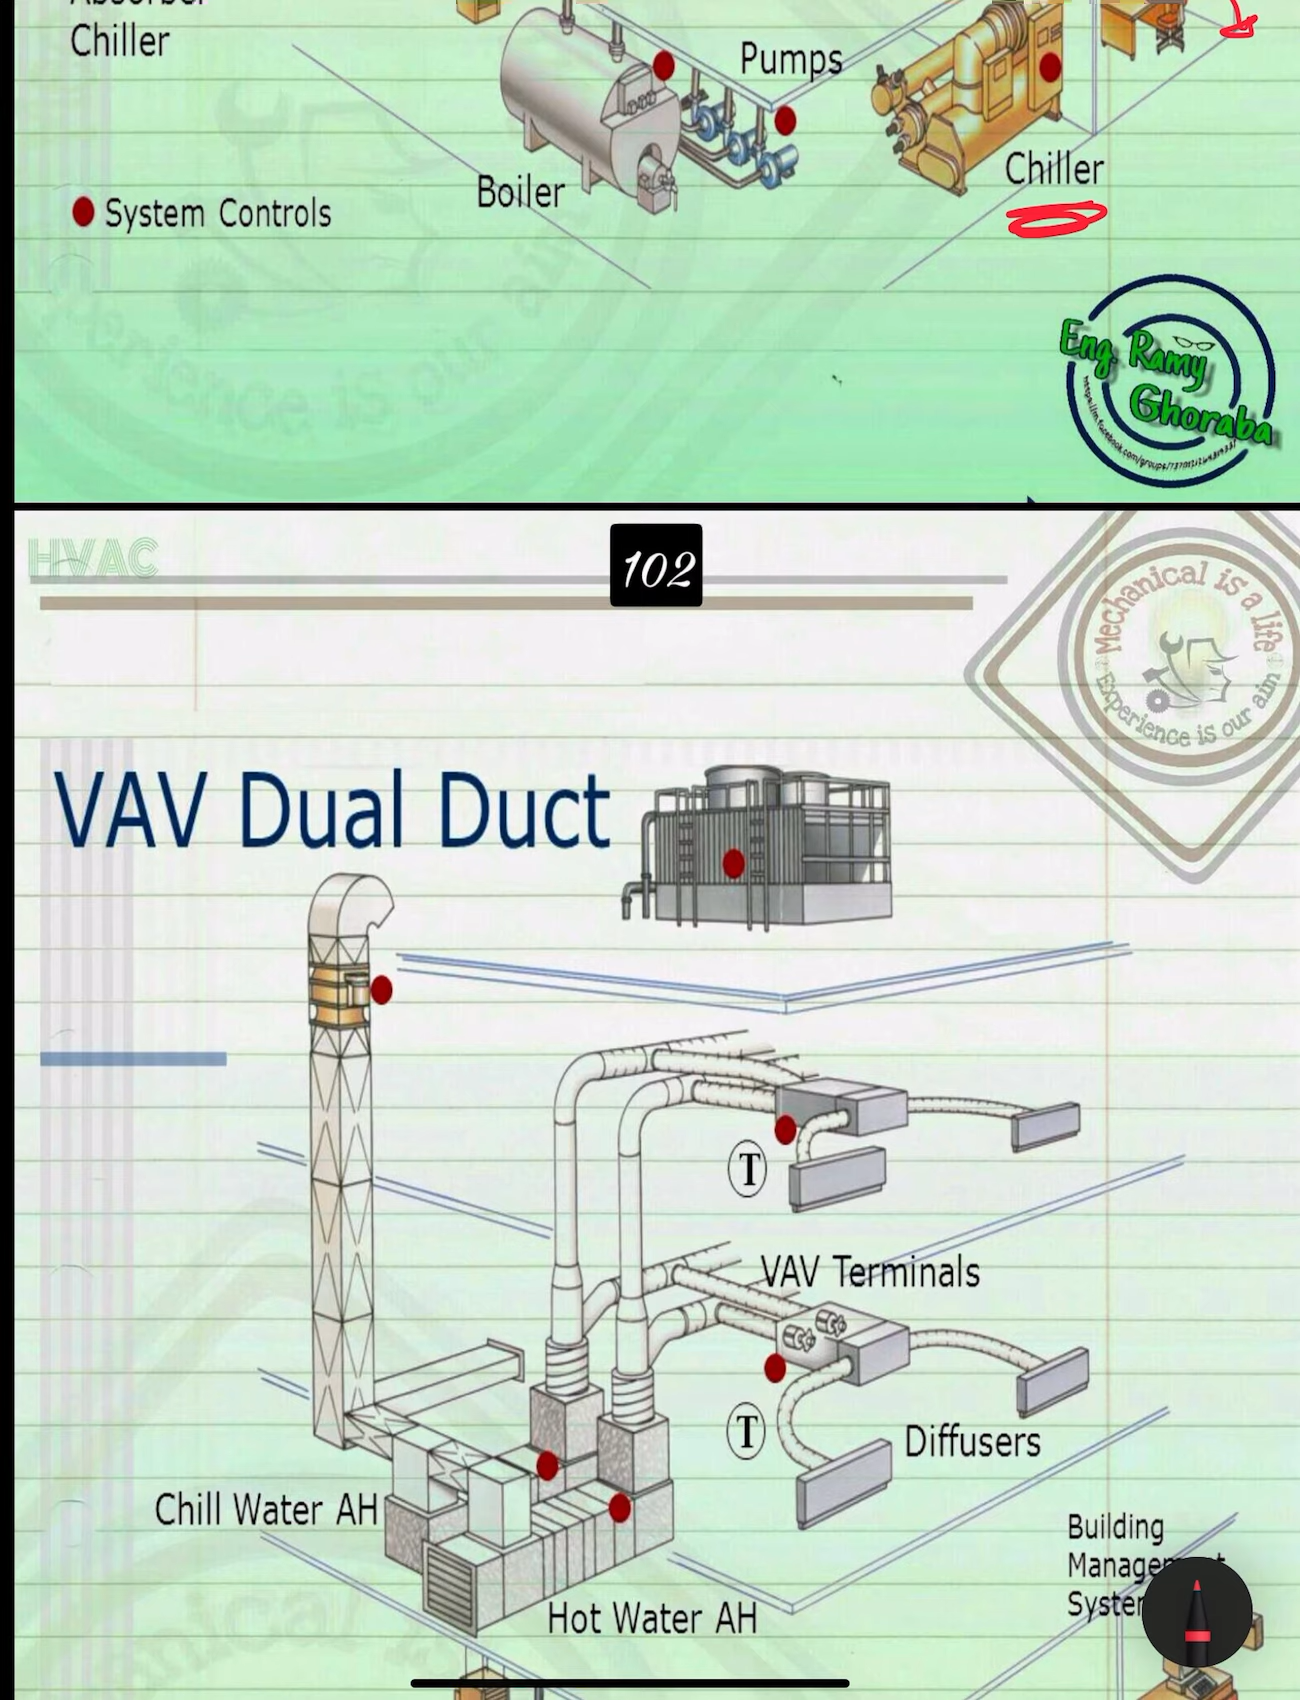 Chiller
Pumps
Chiller
Boiler
System Controls
Eng. Ramy
Ghoraba
HVAC
102
Mechanical is a life
Experience is our aim
VAV Dual Duct
T
VAV Terminals
T
Diffusers
Chill Water AH
Building
Hot Water AH